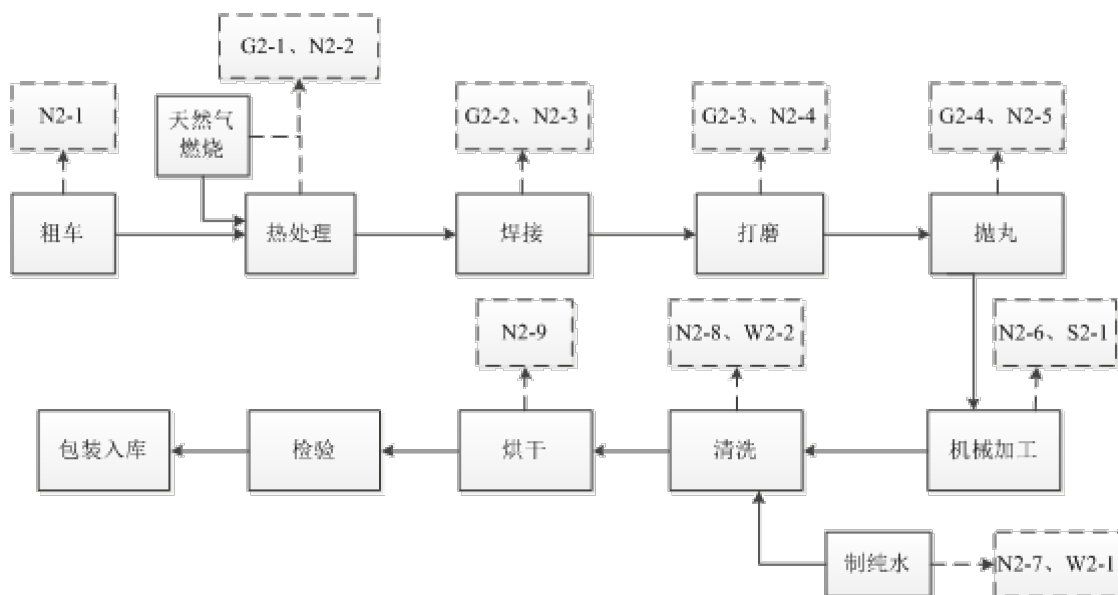 G2-1、N2-2
N2-1
天然气
燃烧
G2-2、N2-3
G2-3、N2-4
G2-4、N2-5
粗车
热处理
焊接
打磨
抛丸
N2-9
N2-8、W2-2
N2-6、S2-1
包装入库
检验
烘干
清洗
机械加工
制纯水
N2-7、W2-1